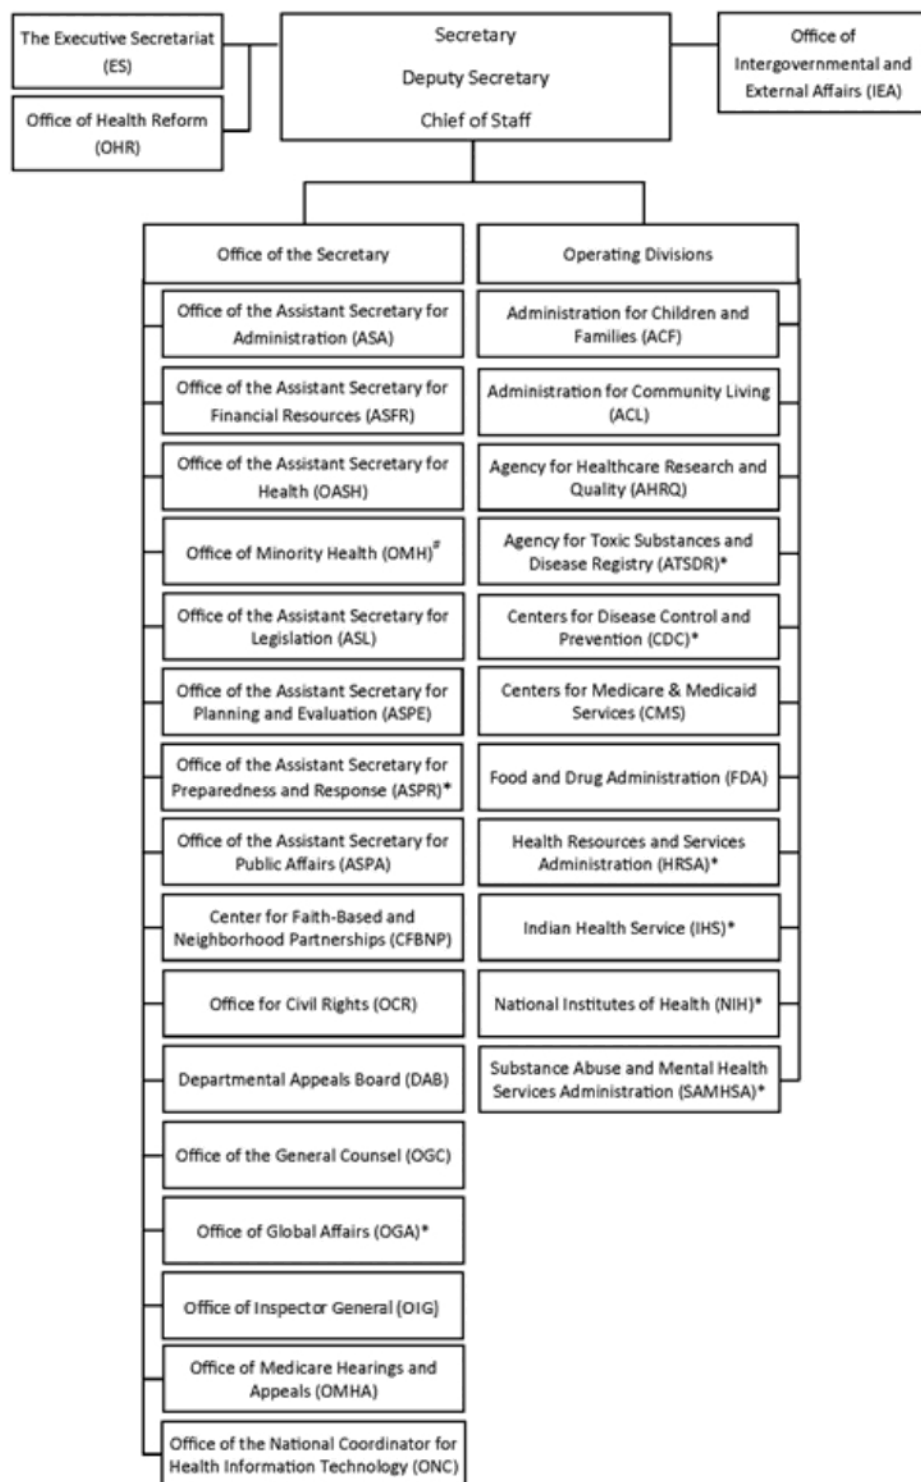 The Executive Secretariat
(ES)
Office of Health Reform
(OHR)
Secretary
Deputy Secretary
Chief of Staff
Office of
Intergovernmental and
External Affairs (IEA)
Office of the Secretary
Office of the Assistant Secretary for
Administration (ASA)
Office of the Assistant Secretary for
Financial Resources (ASFR)
Office of the Assistant Secretary for
Health (OASH)
Office of Minority Health (OMH)#
Office of the Assistant Secretary for
Legislation (ASL)
Office of the Assistant Secretary for
Planning and Evaluation (ASPE)
Office of the Assistant Secretary for
Preparedness and Response (ASPR)*
Office of the Assistant Secretary for
Public Affairs (ASPA)
Center for Faith-Based and
Neighborhood Partnerships (CFBNP)
Office for Civil Rights (OCR)
Departmental Appeals Board (DAB)
Office of the General Counsel (OGC)
Office of Global Affairs (OGA)*
Office of Inspector General (OIG)
Office of Medicare Hearings and
Appeals (OMHA)
Office of the National Coordinator for
Health Information Technology (ONC)
Operating Divisions
Administration for Children and
Families (ACF)
Administration for Community Living
(ACL)
Agency for Healthcare Research and
Quality (AHRQ)
Agency for Toxic Substances and
Disease Registry (ATSDR)*
Centers for Disease Control and
Prevention (CDC)*
Centers for Medicare & Medicaid
Services (CMS)
Food and Drug Administration (FDA)
Health Resources and Services
Administration (HRSA)*
Indian Health Service (IHS)*
National Institutes of Health (NIH)*
Substance Abuse and Mental Health
Services Administration (SAMHSA)*